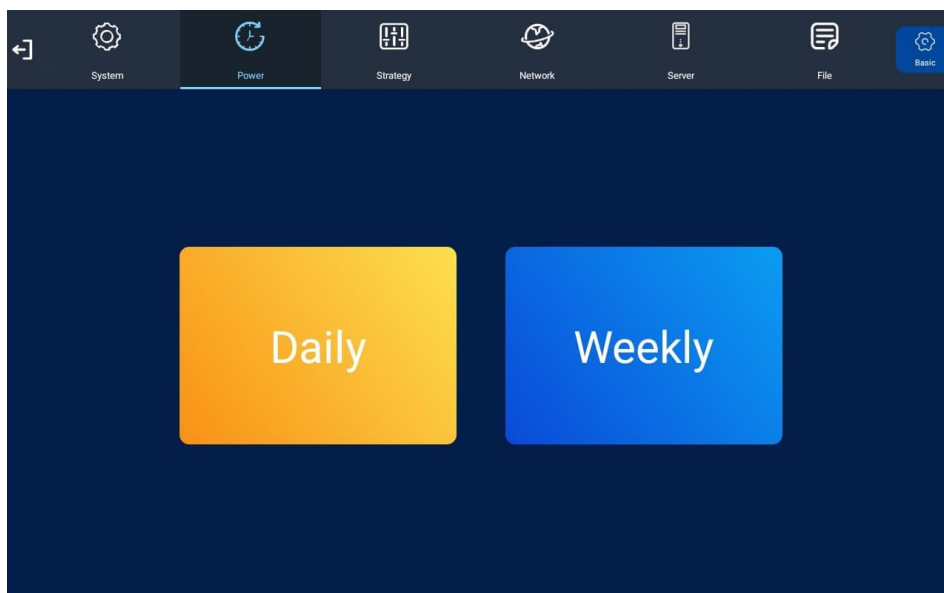 System
Power
Strategy
Network
Server
File
Basic
Daily
Weekly